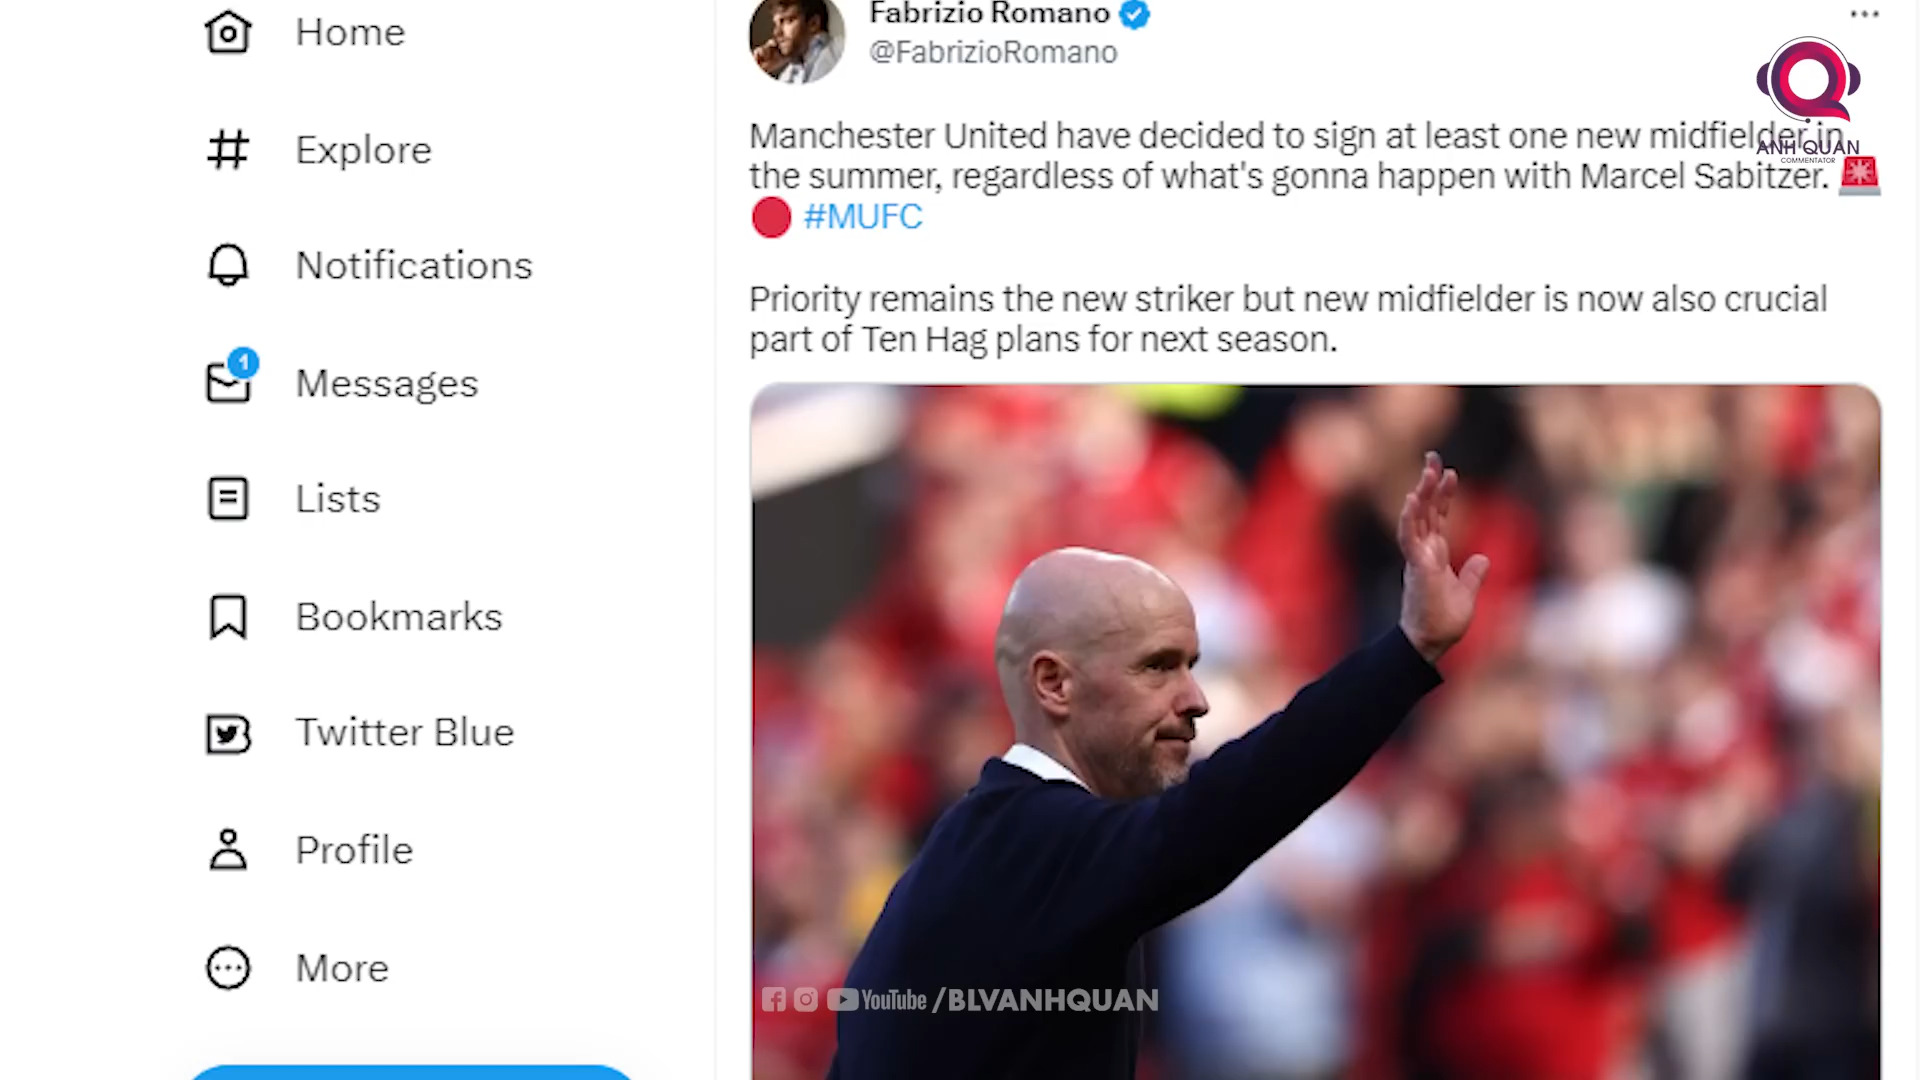 Home
Explore
Notifications
1
Messages
Lists
Bookmarks
Twitter Blue
Profile
More
Fabrizio Romano
@FabrizioRomano
Manchester United have decided to sign at least one new midfielder in
the summer, regardless of what's gonna happen with Marcel Sabitzer.
#MUFC
Priority remains the new striker but new midfielder is now also crucial
part of Ten Hag plans for next season.
ANH QUAN
COMMENTATOR
YouTube /BLVANHQUAN